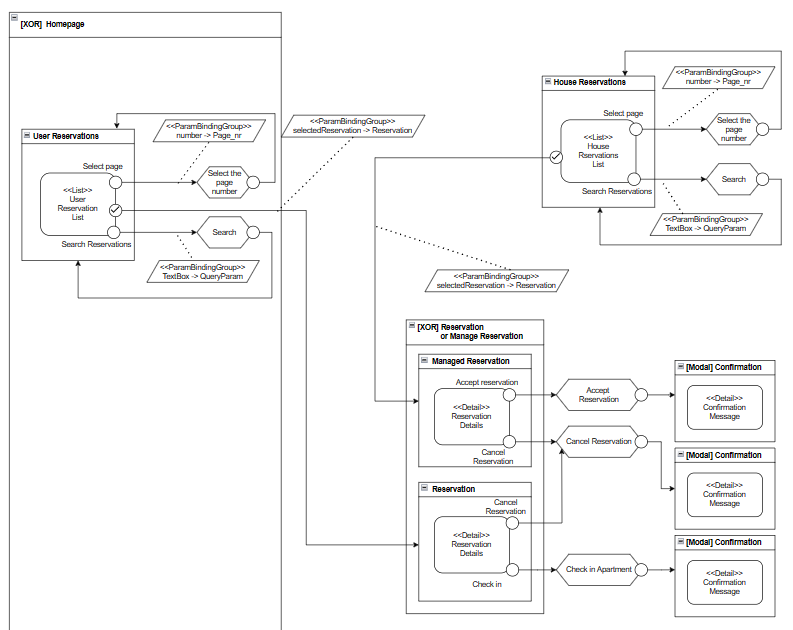 [XOR] Homepage
User Reservations
Select page
<<List>>
User
Reservation
List
Search Reservations
<<ParamBindingGroup>>
number -> Page_nr
Select the
page
number
Search
<<ParamBindingGroup>>
TextBox -> QueryParam
<<ParamBindingGroup>>
selectedReservation -> Reservation
House Reservations
Select page
<<List>>
House
Rservations
List
Search Reservations
<<ParamBindingGroup>>
number -> Page_nr
Select the
page
number
Search
<<ParamBindingGroup>>
TextBox -> QueryParam
<<ParamBindingGroup>>
selectedReservation -> Reservation
[XOR] Reservation
or Manage Reservation
Managed Reservation
Accept reservation
<<Detail>>
Reservation
Details
Cancel
Reservation
Reservation
Cancel
Reservation
<<Detail>>
Reservation
Details
Check in
Accept
Reservation
Cancel Reservation
Check in Apartment
[Modal] Confirmation
<<Detail>>
Confirmation
Message
[Modal] Confirmation
<<Detail>>
Confirmation
Message
[Modal] Confirmation
<<Detail>>
Confirmation
Message